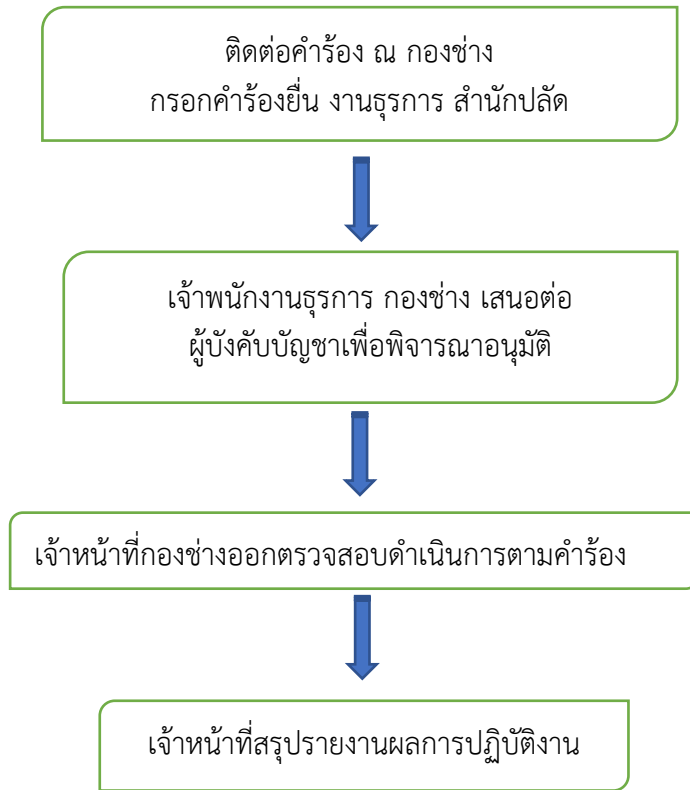 ติดต่อคำร้อง ณ กองช่าง
กรอกคำร้องยื่น งานธุรการ สำนักปลัด
เจ้าพนักงานธุรการ กองช่าง เสนอต่อ
ผู้บังคับบัญชาเพื่อพิจารณาอนุมัติ
เจ้าหน้าที่กองช่างออกตรวจสอบดำเนินการตามคำร้อง
เจ้าหน้าที่สรุปรายงานผลการปฏิบัติงาน